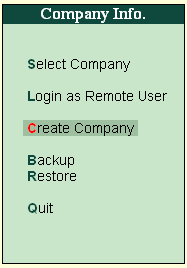 Company Info.
Select Company
Login as Remote User
Create Company
Backup
Restore
Quit